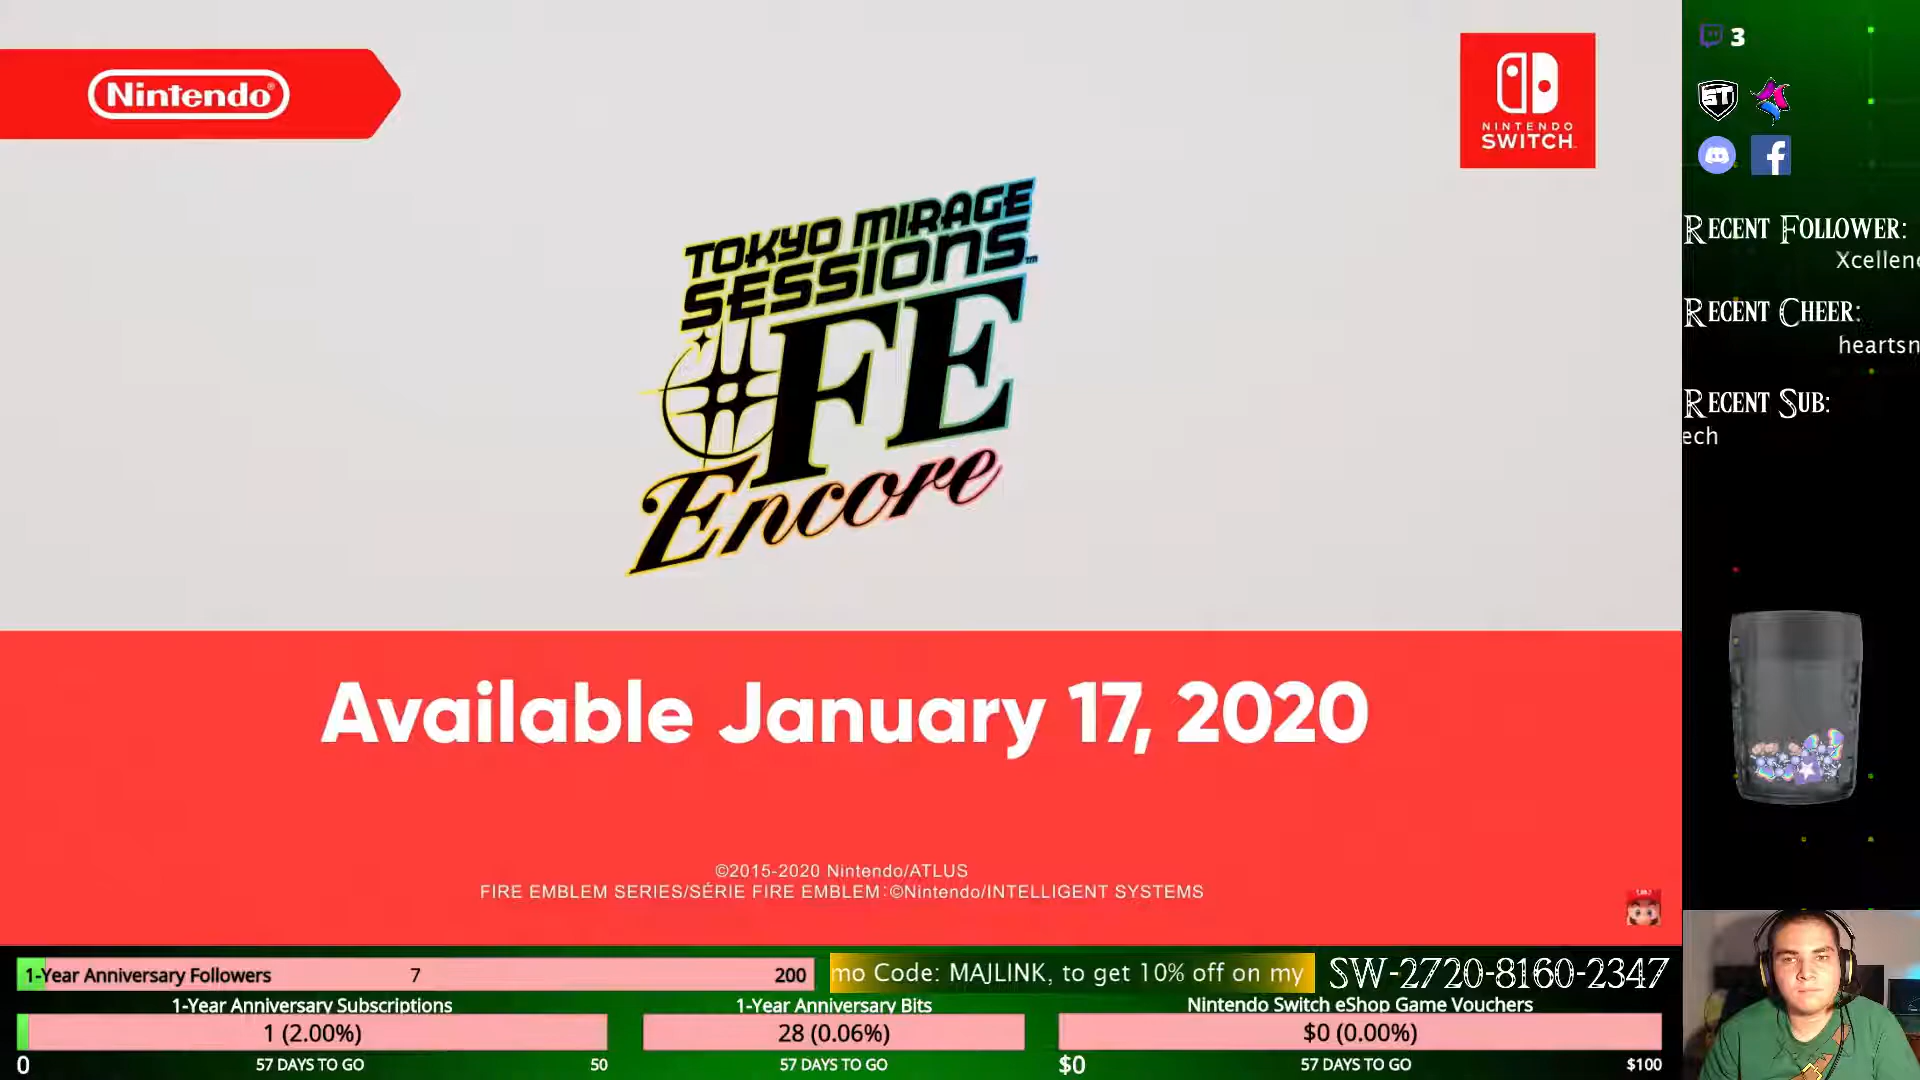 Nintendo
NINTENDO
SWITCH
TOKYO MIRAGE
SESSIONS™
#FE
Encore
Available January 17, 2020
©2015-2020 Nintendo/ATLUS
FIRE EMBLEM SERIES/SÉRIE FIRE EMBLEM:©Nintendo/INTELLIGENT SYSTEMS
3
ST
RECENT FOLLOWER:
Xcellenc
RECENT CHEER:
heartsn
RECENT SUB:
ech
1-Year Anniversary Followers 7 200
mo Code: MAJLINK, to get 10% off on my
SW-2720-8160-2347
1-Year Anniversary Subscriptions
1 (2.00%)
0 57 DAYS TO GO 50
1-Year Anniversary Bits
28 (0.06%)
57 DAYS TO GO
Nintendo Switch eShop Game Vouchers
$0 (0.00%)
$0 57 DAYS TO GO $100